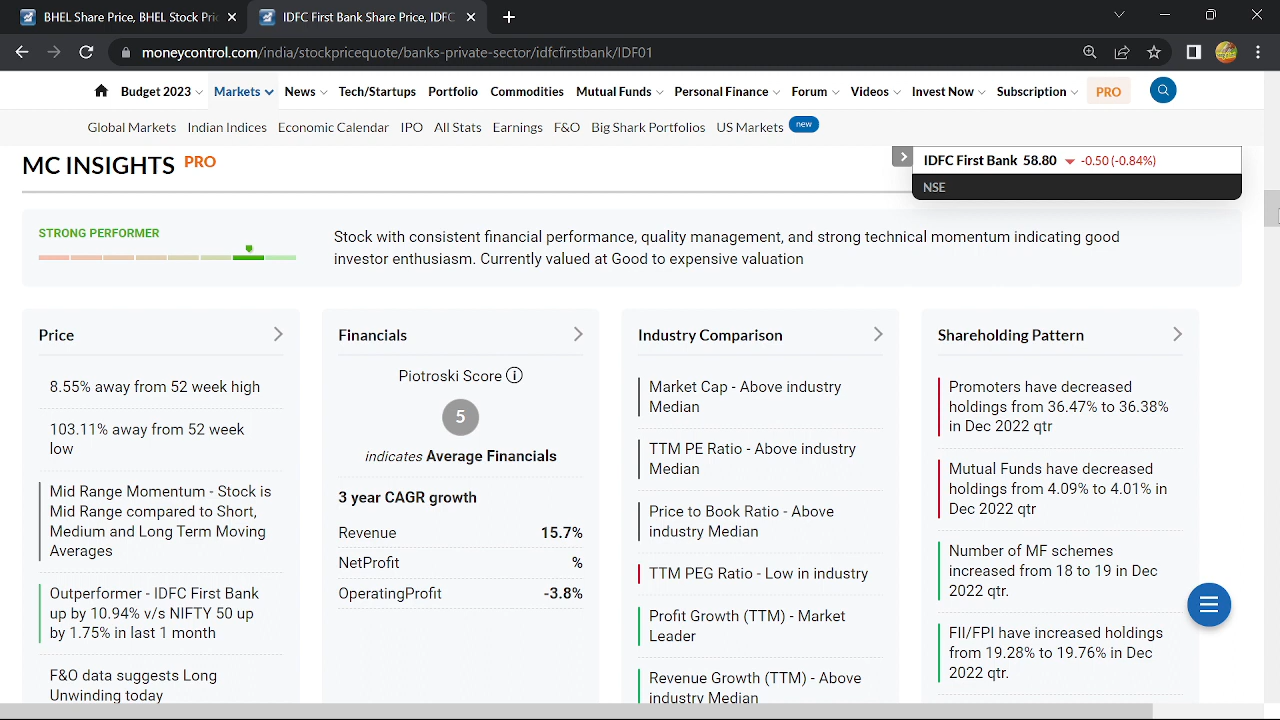 BHEL Share Price, BHEL Stock Pri
IDFC First Bank Share Price, IDFC
moneycontrol.com/india/stockpricequote/banks-private-sector/idfcfirstbank/IDF01
Budget 2023 Markets News Tech/Startups Portfolio Commodities Mutual Funds Personal Finance Forum Videos Invest Now Subscription PRO
Global Markets Indian Indices Economic Calendar IPO All Stats Earnings F&O Big Shark Portfolios US Markets new
MC INSIGHTS PRO
IDFC First Bank 58.80 -0.50 (-0.84%)
NSE
STRONG PERFORMER
Stock with consistent financial performance, quality management, and strong technical momentum indicating good
investor enthusiasm. Currently valued at Good to expensive valuation
Price
8.55% away from 52 week high
103.11% away from 52 week
low
Mid Range Momentum - Stock is
Mid Range compared to Short,
Medium and Long Term Moving
Averages
Outperformer - IDFC First Bank
up by 10.94% v/s NIFTY 50 up
by 1.75% in last 1 month
F&O data suggests Long
Unwinding today
Financials
Piotroski Score
5
indicates Average Financials
3 year CAGR growth
Revenue 15.7%
NetProfit %
OperatingProfit -3.8%
Industry Comparison
Market Cap - Above industry
Median
TTM PE Ratio - Above industry
Median
Price to Book Ratio - Above
industry Median
TTM PEG Ratio - Low in industry
Profit Growth (TTM) - Market
Leader
Revenue Growth (TTM) - Above
industry Median
Shareholding Pattern
Promoters have decreased
holdings from 36.47% to 36.38%
in Dec 2022 qtr
Mutual Funds have decreased
holdings from 4.09% to 4.01% in
Dec 2022 qtr
Number of MF schemes
increased from 18 to 19 in Dec
2022 qtr.
FII/FPI have increased holdings
from 19.28% to 19.76% in Dec
2022 qtr.